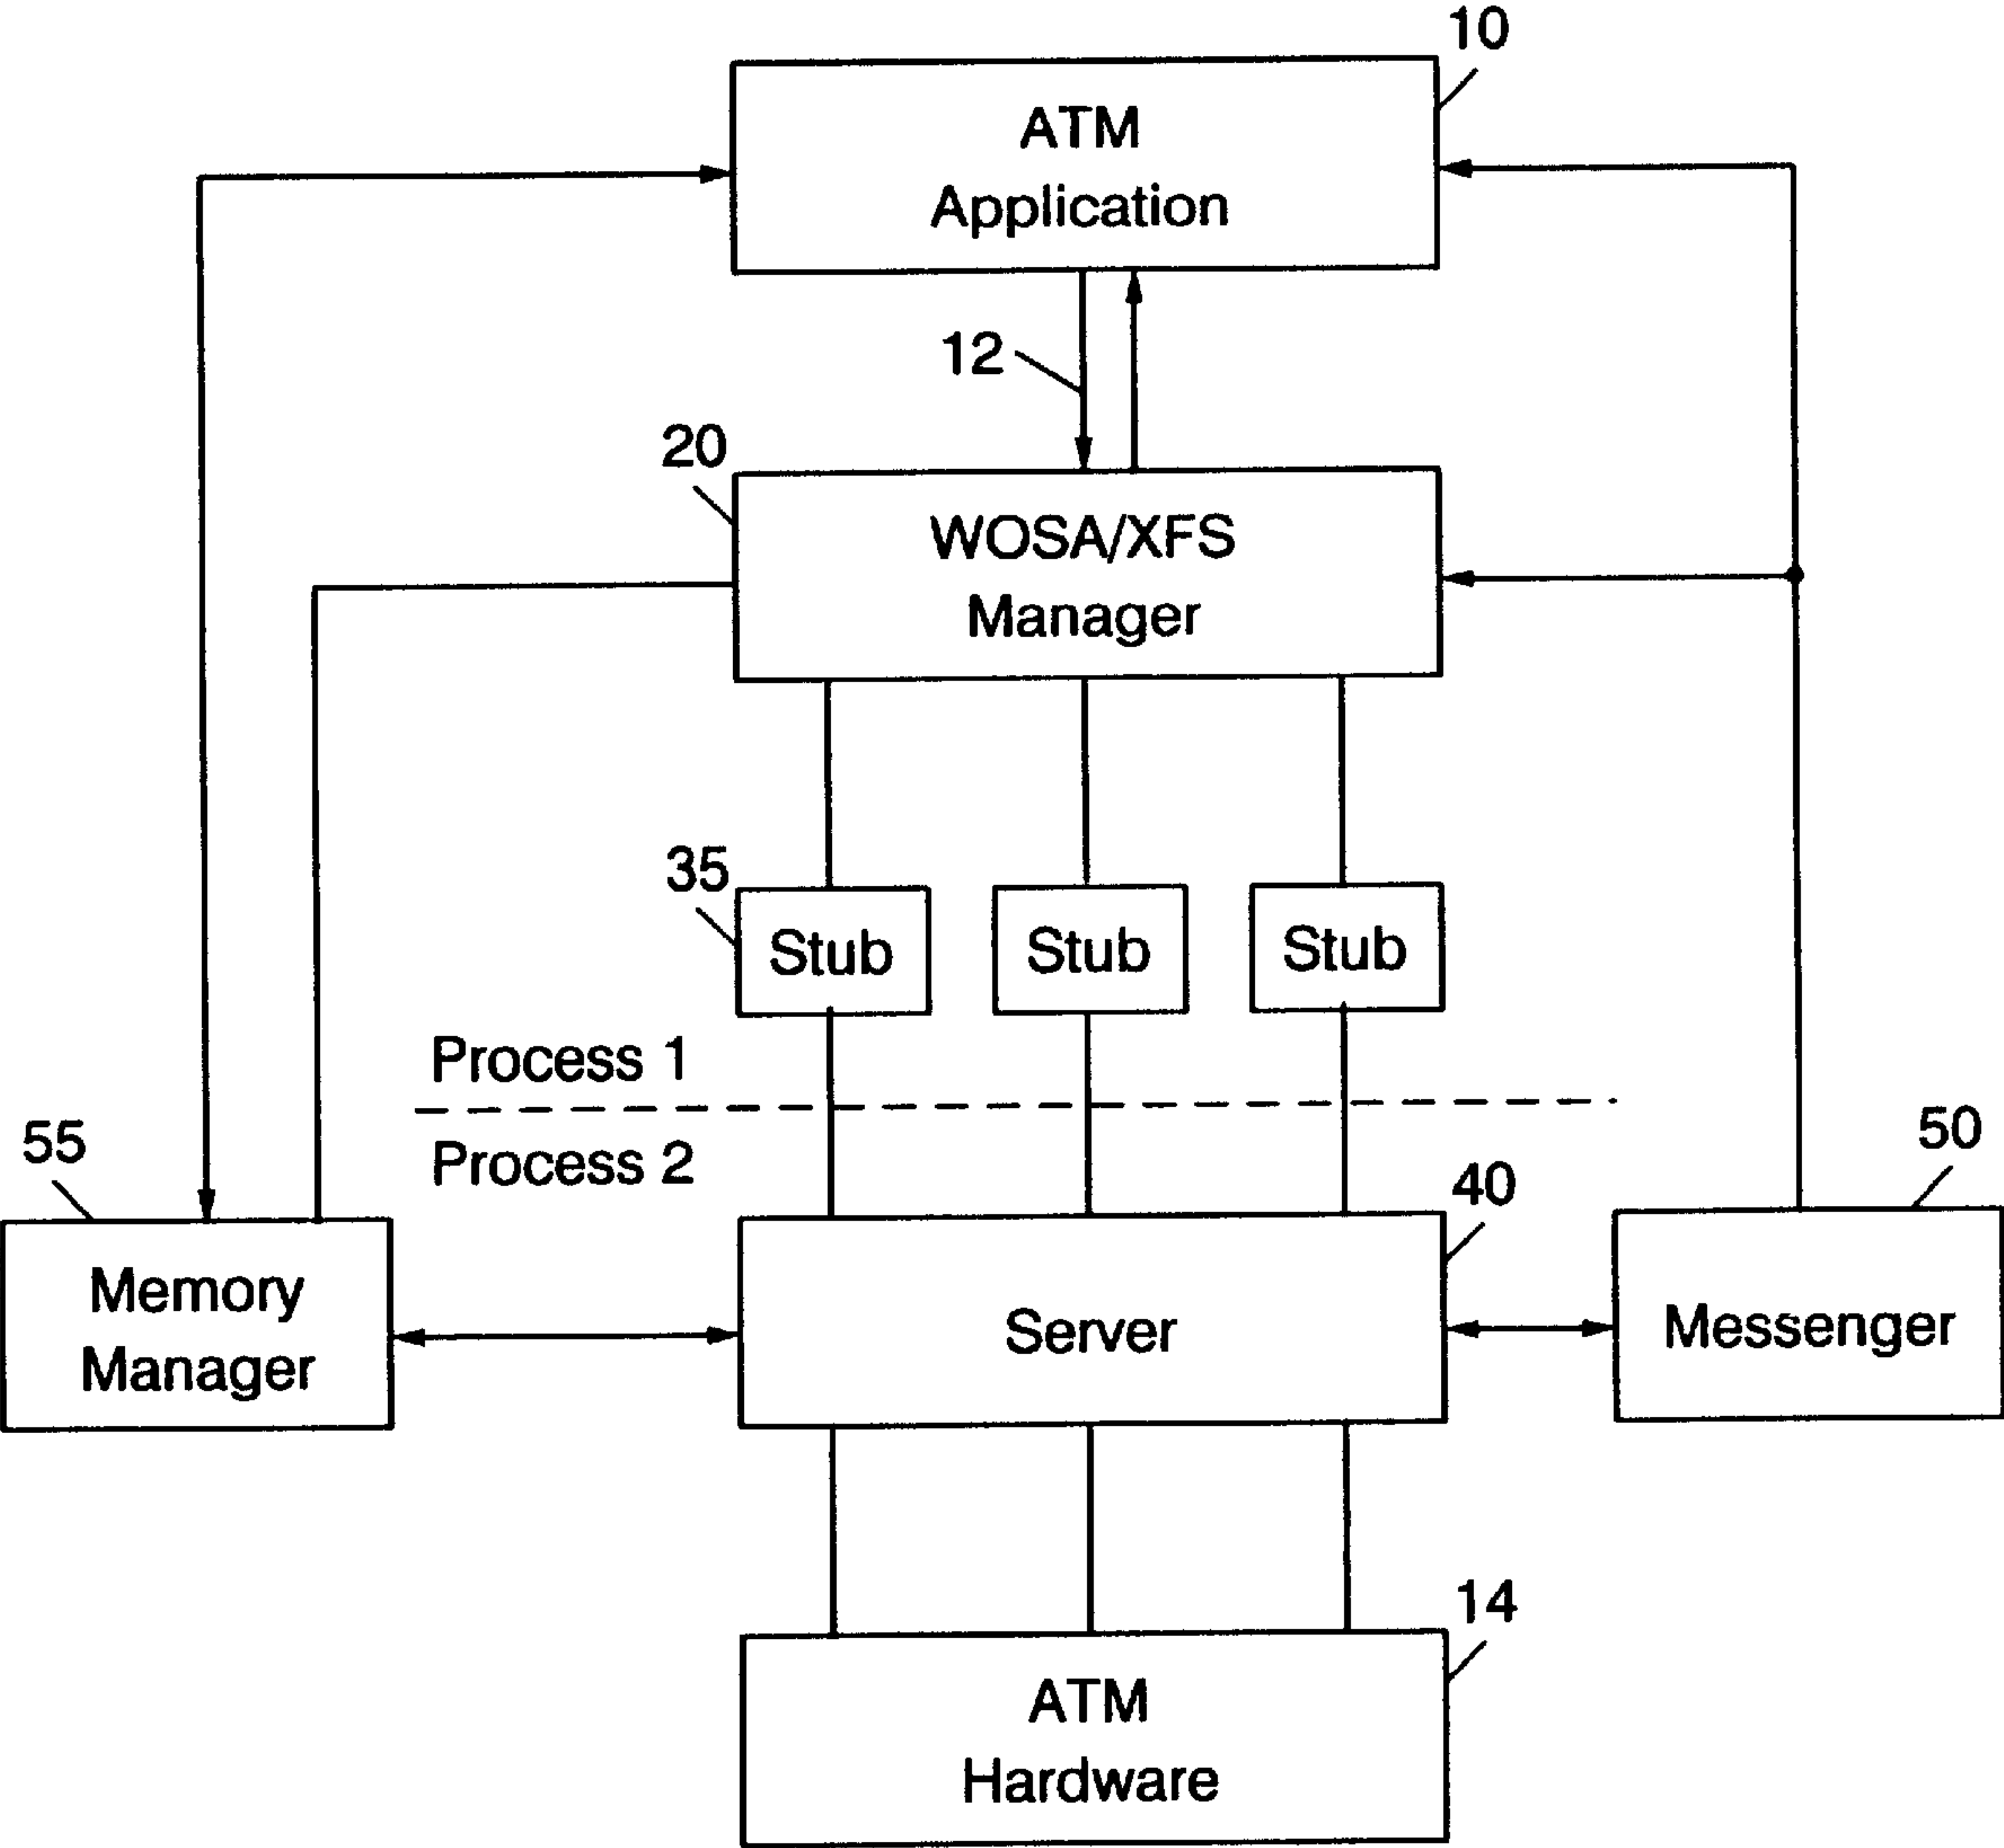 10
ATM
Application
12
20
WOSA/XFS
Manager
35
Stub Stub Stub
Process 1
Process 2
55
50
40
Memory
Manager
Server
Messenger
14
ATM
Hardware